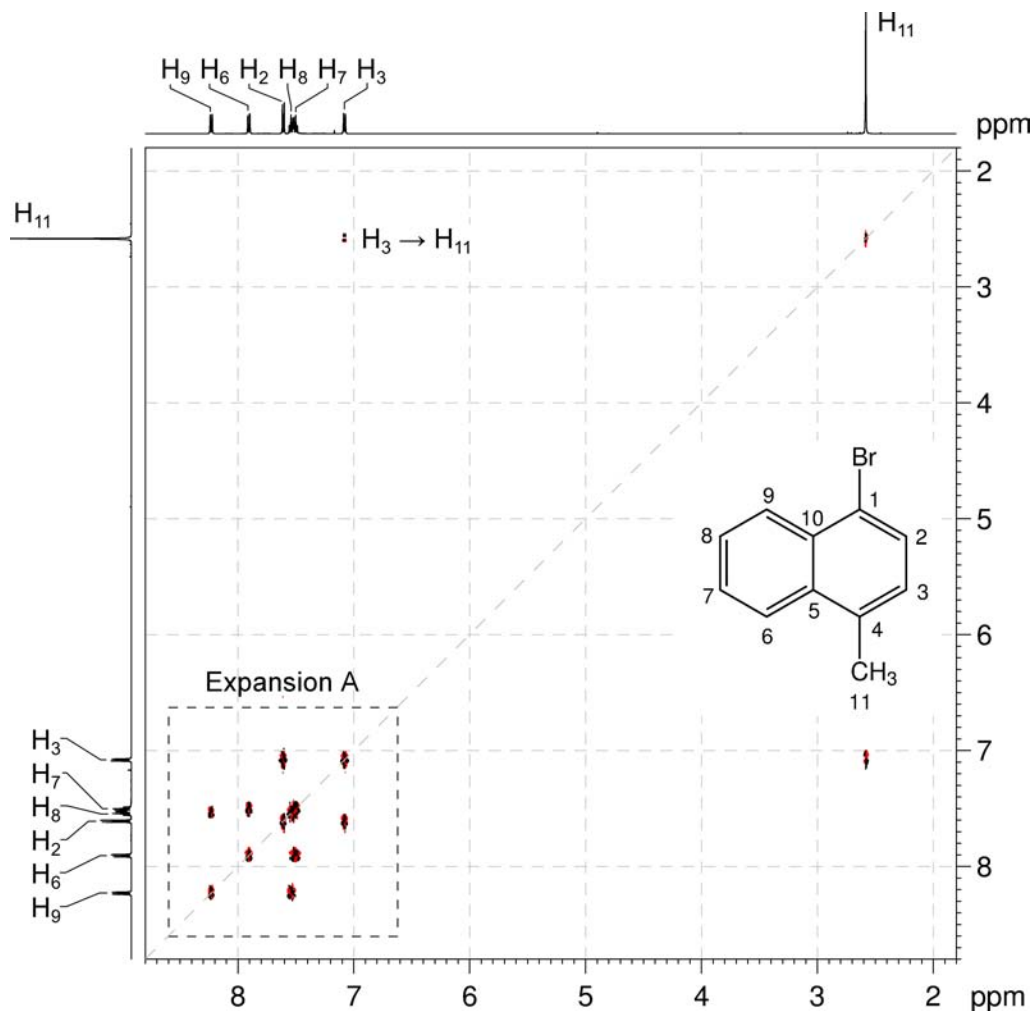 H₁₁
H₉ H₆ H₂ H₈ H₇ H₃
ppm
H₁₁
H₃ → H₁₁
2
3
4
5
6
7
8
Br
9
1
10
8
2
7
3
5
6
4
CH₃
11
Expansion A
H₃
H₇
H₈
H₂
H₆
H₉
8 7 6 5 4 3 2 ppm